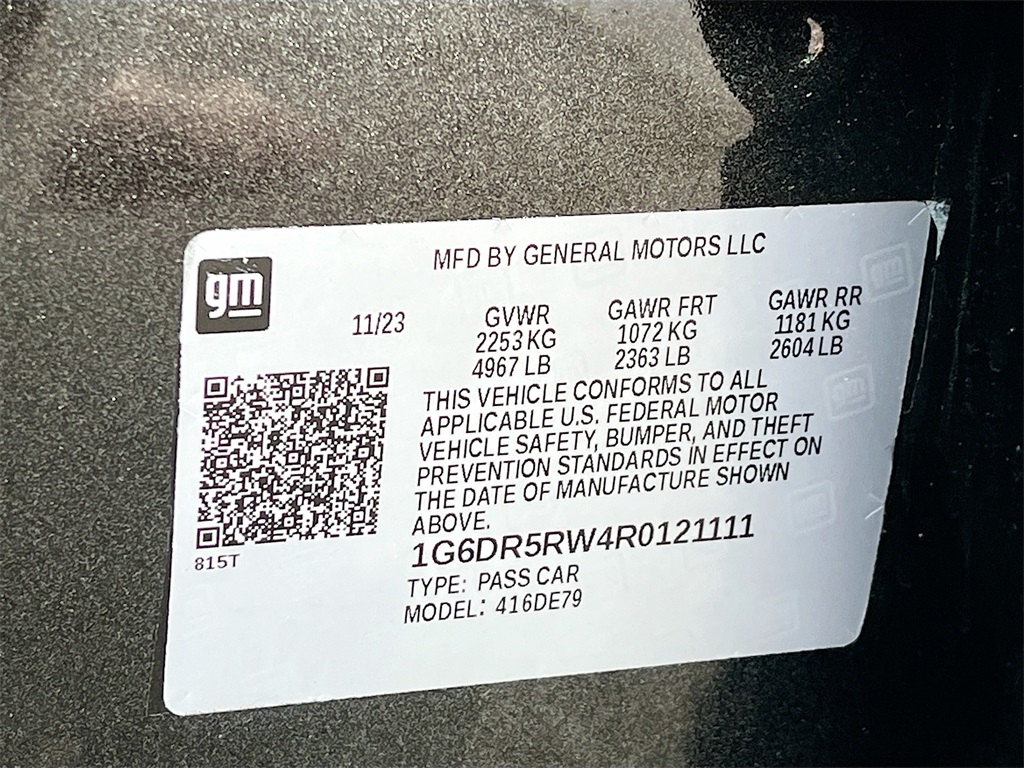 MFD BY GENERAL MOTORS LLC
gm
11/23
GVWR
2253 KG
4967 LB
GAWR FRT
1072 KG
2363 LB
GAWR RR
1181 KG
2604 LB
THIS VEHICLE CONFORMS TO ALL
APPLICABLE U.S. FEDERAL MOTOR
VEHICLE SAFETY, BUMPER, AND THEFT
PREVENTION STANDARDS IN EFFECT ON
THE DATE OF MANUFACTURE SHOWN
ABOVE.
815T
1G6DR5RW4R0121111
TYPE: PASS CAR
MODEL: 416DE79